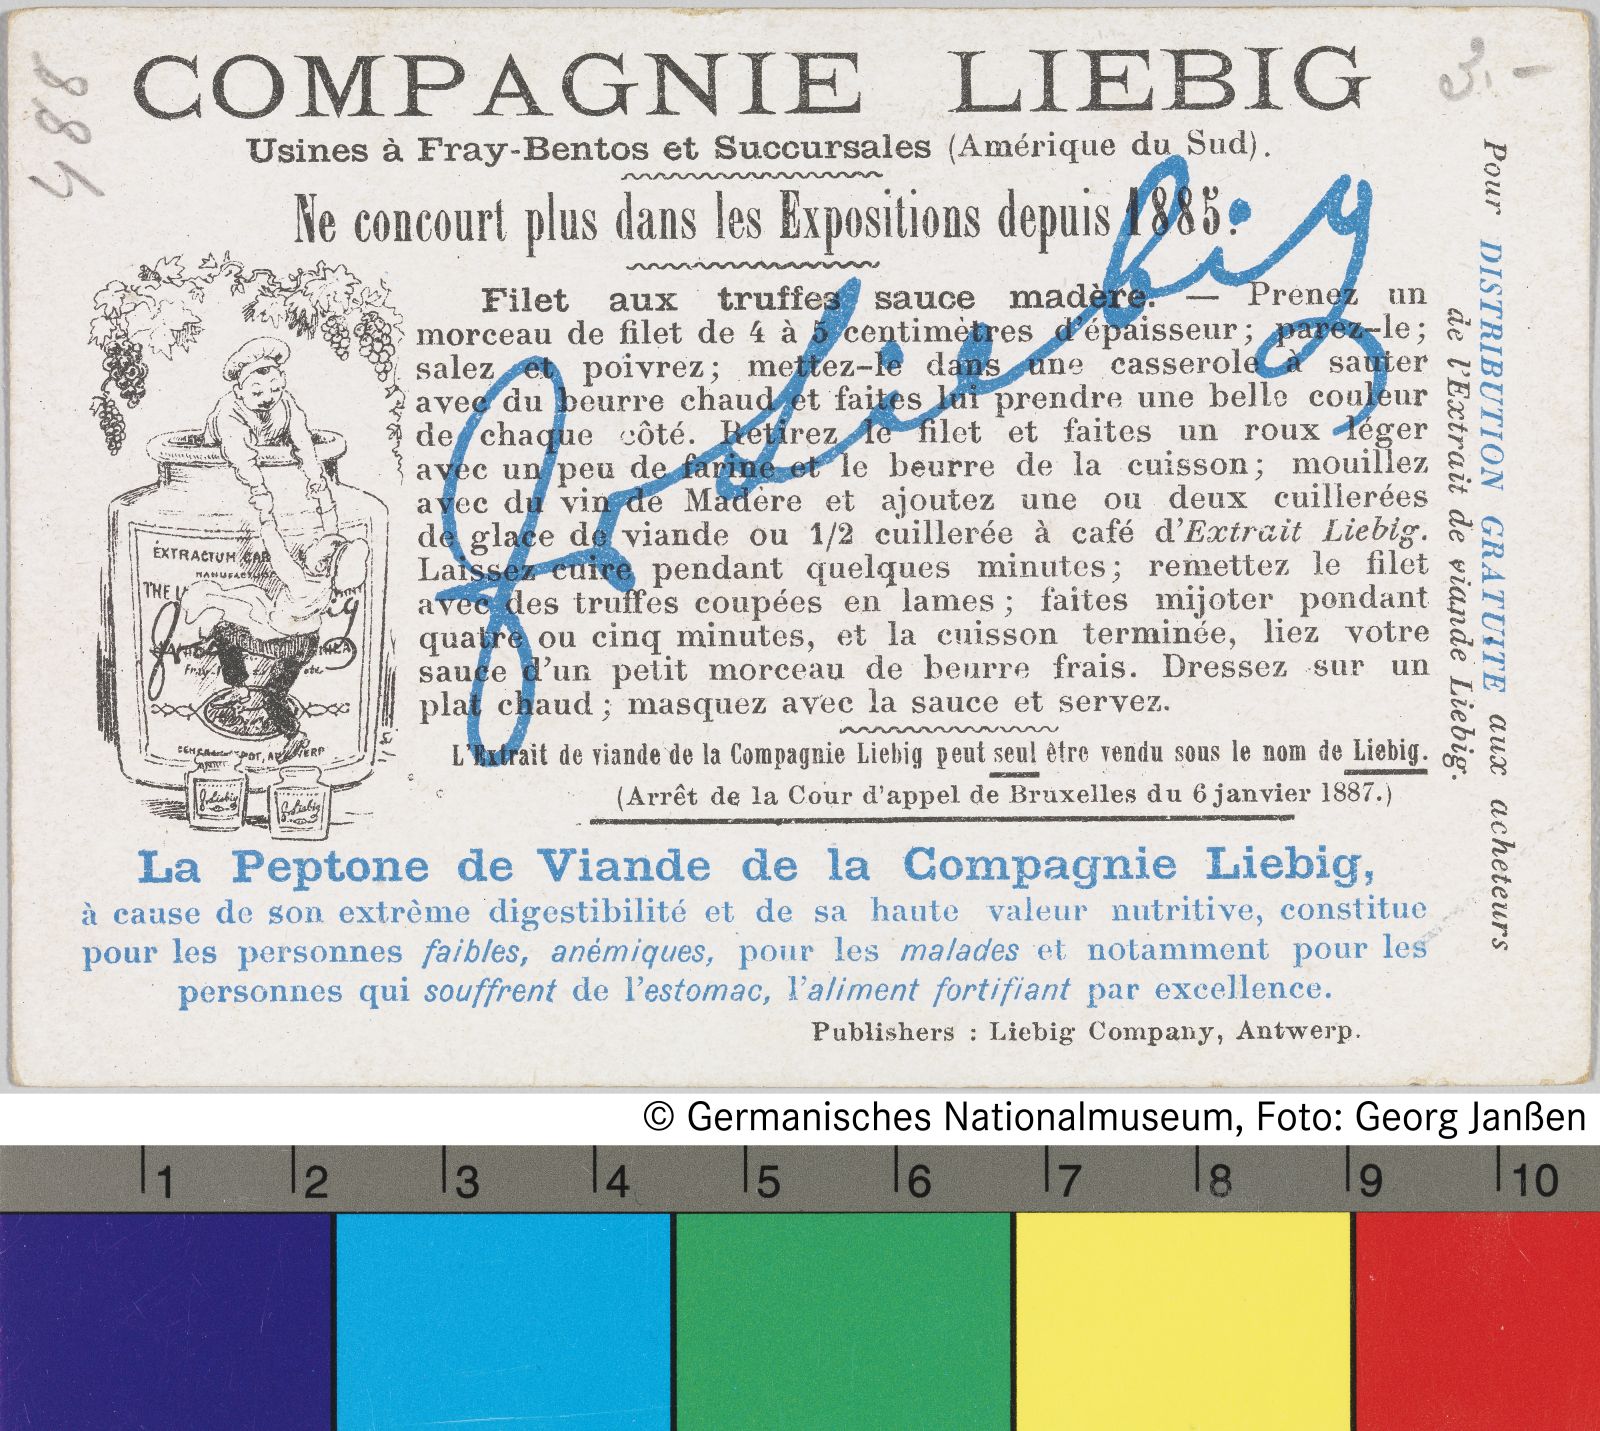 COMPAGNIE LIEBIG
Usines à Fray-Bentos et Succursales (Amérique du Sud).
Ne concourt plus dans les Expositions depuis 1885.
Filet aux truffes sauce madère. — Prenez un
morceau de filet de 4 à 5 centimètres d'épaisseur; parez-le;
salez et poivrez; mettez-le dans une casserole à sauter
avec du beurre chaud et faites lui prendre une belle couleur
de chaque côté. Retirez le filet et faites un roux léger
avec un peu de farine et le beurre de la cuisson; mouillez
avec du vin de Madère et ajoutez une ou deux cuillerées
de glace de viande ou 1/2 cuillerée à café d'Extrait Liebig.
Laissez cuire pendant quelques minutes; remettez le filet
avec des truffes coupées en lames; faites mijoter pendant
quatre ou cinq minutes, et la cuisson terminée, liez votre
sauce d'un petit morceau de beurre frais. Dressez sur un
plat chaud; masquez avec la sauce et servez.
L'Extrait de viande de la Compagnie Liebig peut seul être vendu sous le nom de Liebig.
(Arrêt de la Cour d'appel de Bruxelles du 6 janvier 1887.)
J v Liebig
EXTRACTUM CAR
MANUFACTU
THE
Fray
GENERAL DEPOT, ANTWERP
J v Liebig
J v Liebig
La Peptone de Viande de la Compagnie Liebig,
à cause de son extrème digestibilité et de sa haute valeur nutritive, constitue
pour les personnes faibles, anémiques, pour les malades et notamment pour les
personnes qui souffrent de l'estomac, l'aliment fortifiant par excellence.
Publishers : Liebig Company, Antwerp.
Pour DISTRIBUTION GRATUITE aux acheteurs
de l'Extrait de viande Liebig.
488
3.-
© Germanisches Nationalmuseum, Foto: Georg Janßen
1 2 3 4 5 6 7 8 9 10